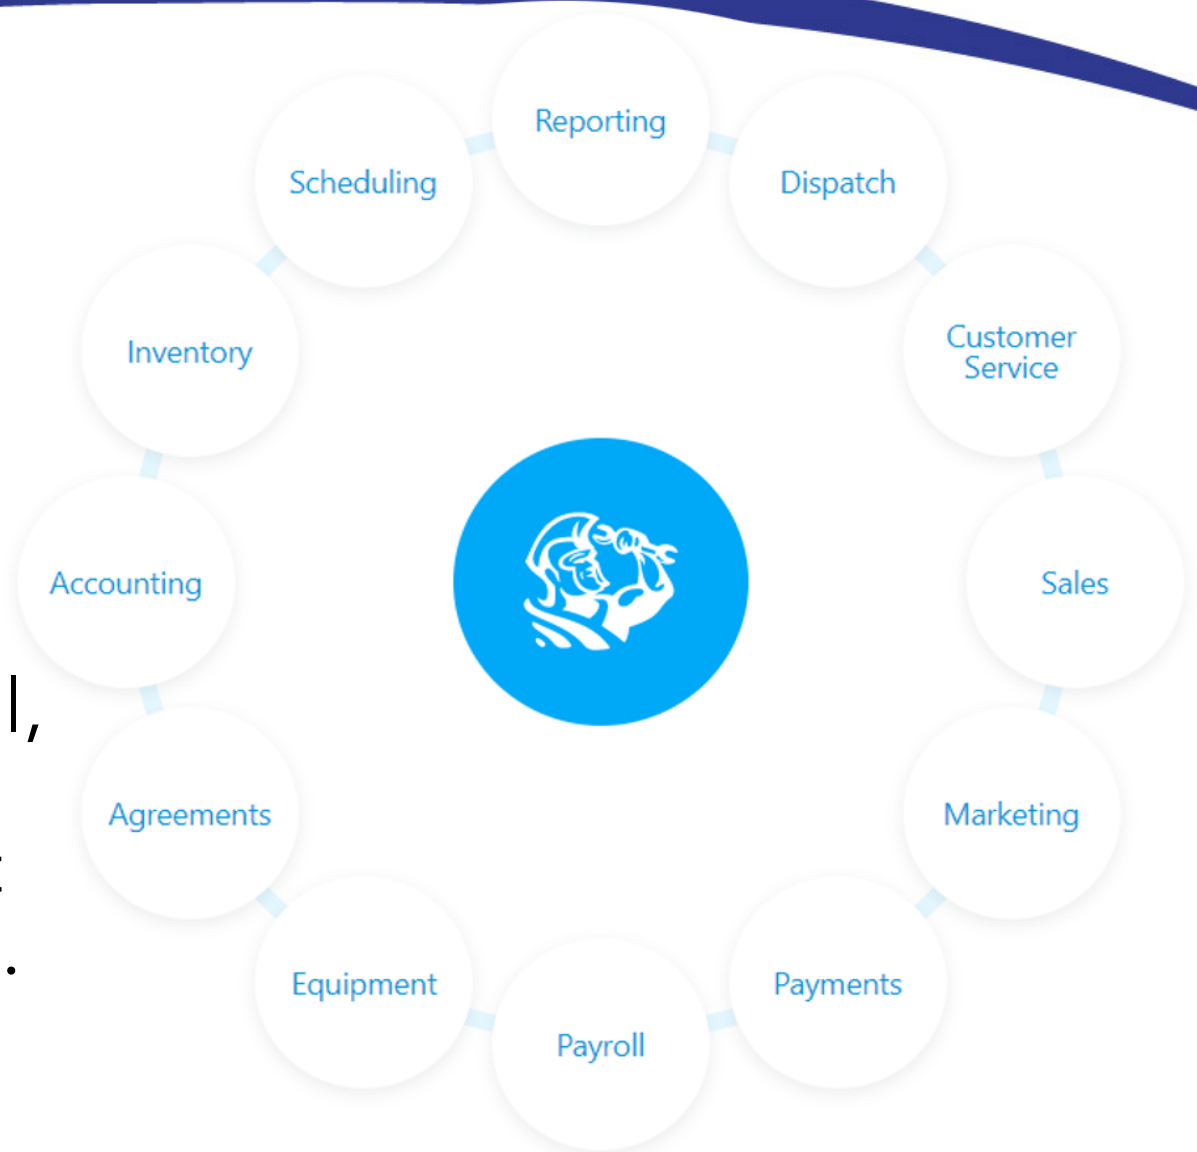 Reporting
Scheduling
Dispatch
Customer
Service
Inventory
Accounting
Sales
Agreements
Marketing
Equipment
Payments
Payroll